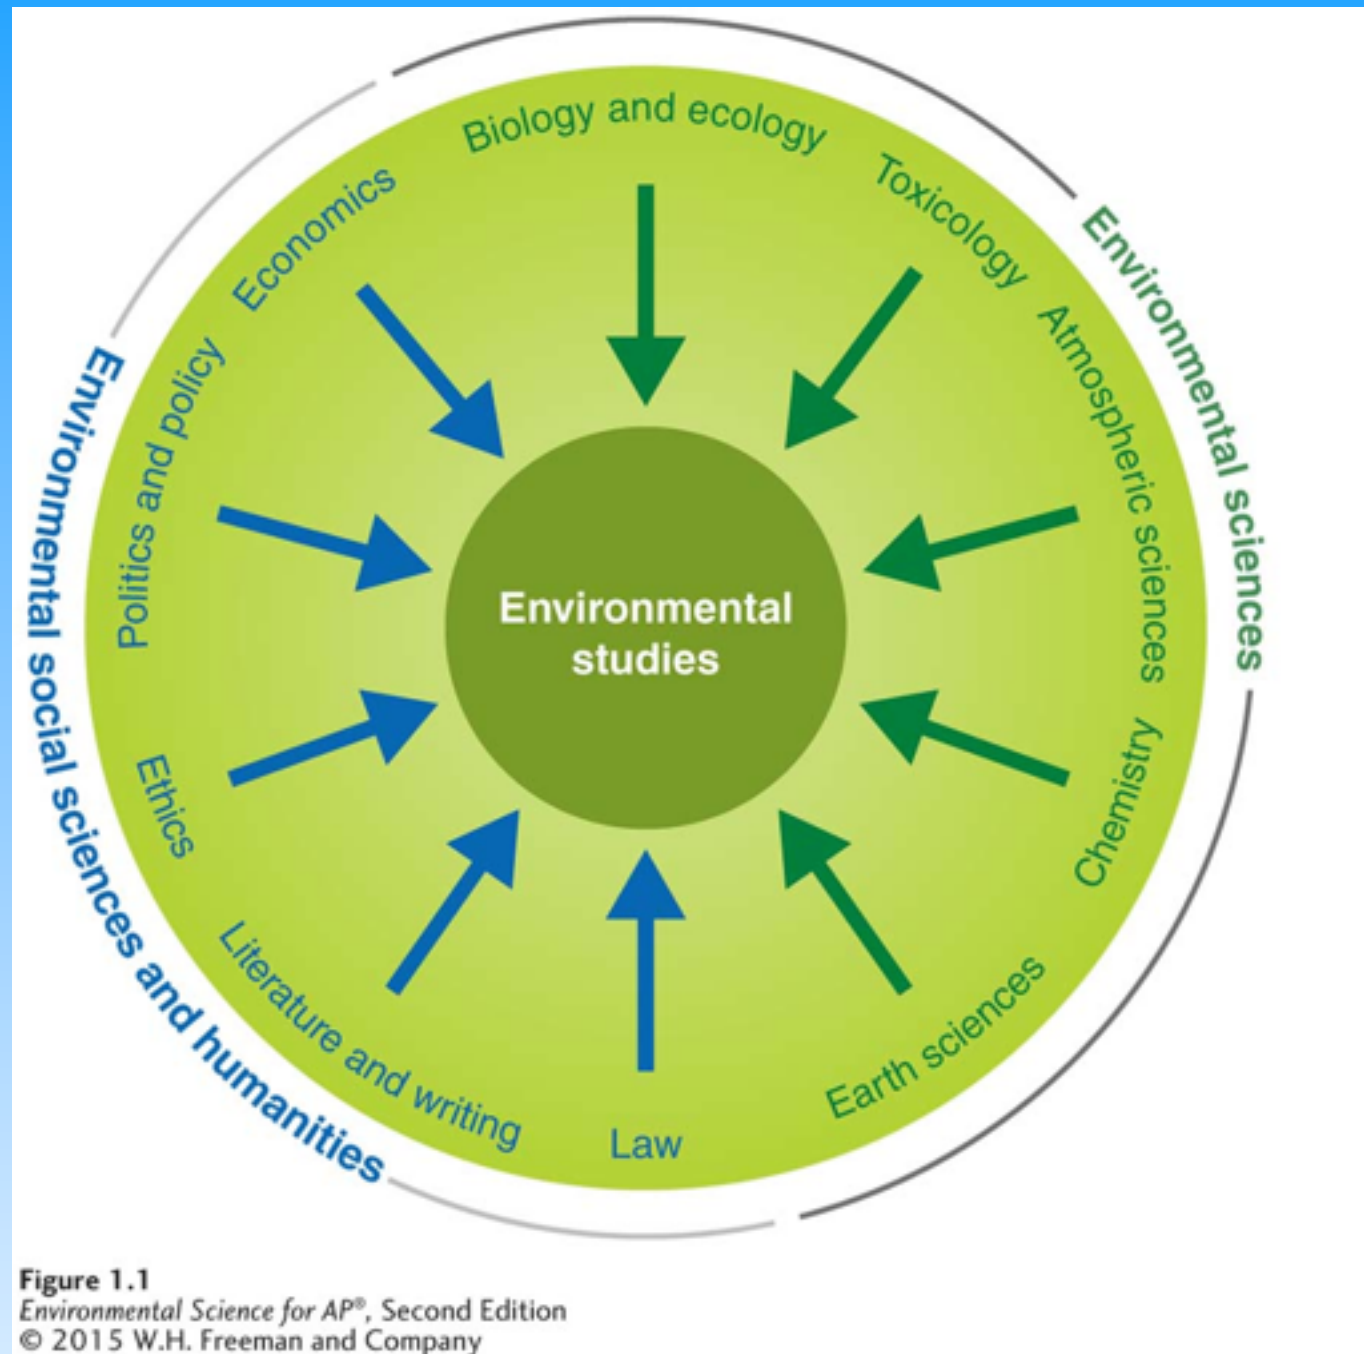 Biology and ecology
Toxicology
Atmospheric sciences
Chemistry
Earth sciences
Law
Literature and writing
Ethics
Politics and policy
Economics
Environmental sciences
Environmental social sciences and humanities
Environmental
studies
Figure 1.1
Environmental Science for AP®, Second Edition
© 2015 W.H. Freeman and Company